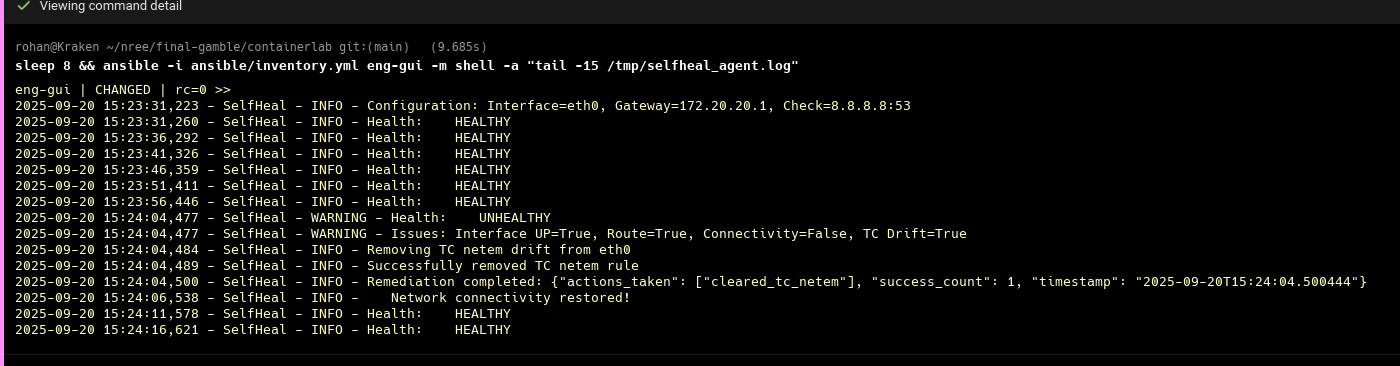 Viewing command detail
rohan@Kraken ~/nree/final-gamble/containerlab git:(main) (9.685s)
sleep 8 && ansible -i ansible/inventory.yml eng-gui -m shell -a "tail -15 /tmp/selfheal_agent.log"
eng-gui | CHANGED | rc=0 >>
2025-09-20 15:23:31,223 - SelfHeal - INFO - Configuration: Interface=eth0, Gateway=172.20.20.1, Check=8.8.8.8:53
2025-09-20 15:23:31,260 - SelfHeal - INFO - Health:    HEALTHY
2025-09-20 15:23:36,292 - SelfHeal - INFO - Health:    HEALTHY
2025-09-20 15:23:41,326 - SelfHeal - INFO - Health:    HEALTHY
2025-09-20 15:23:46,359 - SelfHeal - INFO - Health:    HEALTHY
2025-09-20 15:23:51,411 - SelfHeal - INFO - Health:    HEALTHY
2025-09-20 15:23:56,446 - SelfHeal - INFO - Health:    HEALTHY
2025-09-20 15:24:04,477 - SelfHeal - WARNING - Health:    UNHEALTHY
2025-09-20 15:24:04,477 - SelfHeal - WARNING - Issues: Interface UP=True, Route=True, Connectivity=False, TC Drift=True
2025-09-20 15:24:04,484 - SelfHeal - INFO - Removing TC netem drift from eth0
2025-09-20 15:24:04,489 - SelfHeal - INFO - Successfully removed TC netem rule
2025-09-20 15:24:04,500 - SelfHeal - INFO - Remediation completed: {"actions_taken": ["cleared_tc_netem"], "success_count": 1, "timestamp": "2025-09-20T15:24:04.500444"}
2025-09-20 15:24:06,538 - SelfHeal - INFO -    Network connectivity restored!
2025-09-20 15:24:11,578 - SelfHeal - INFO - Health:    HEALTHY
2025-09-20 15:24:16,621 - SelfHeal - INFO - Health:    HEALTHY